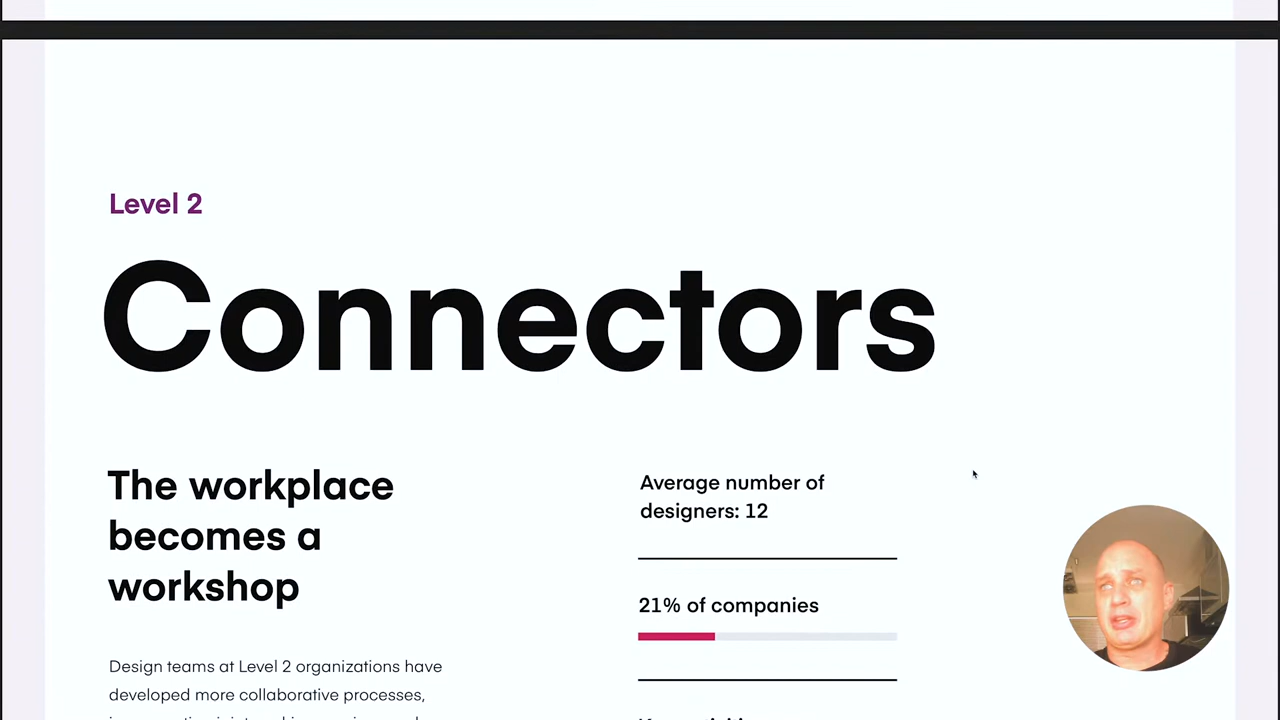 Level 2
Connectors
The workplace
becomes a
workshop
Design teams at Level 2 organizations have
developed more collaborative processes,
Average number of
designers: 12
21% of companies